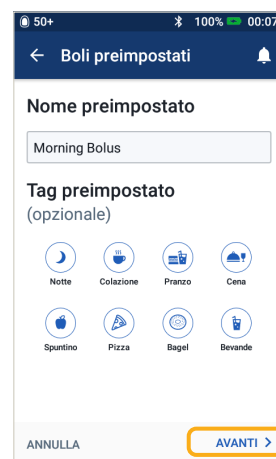 50+ 100% 00:07
Boli preimpostati
Nome preimpostato
Morning Bolus
Tag preimpostato
(opzionale)
Notte Colazione Pranzo Cena
Spuntino Pizza Bagel Bevande
ANNULLA AVANTI